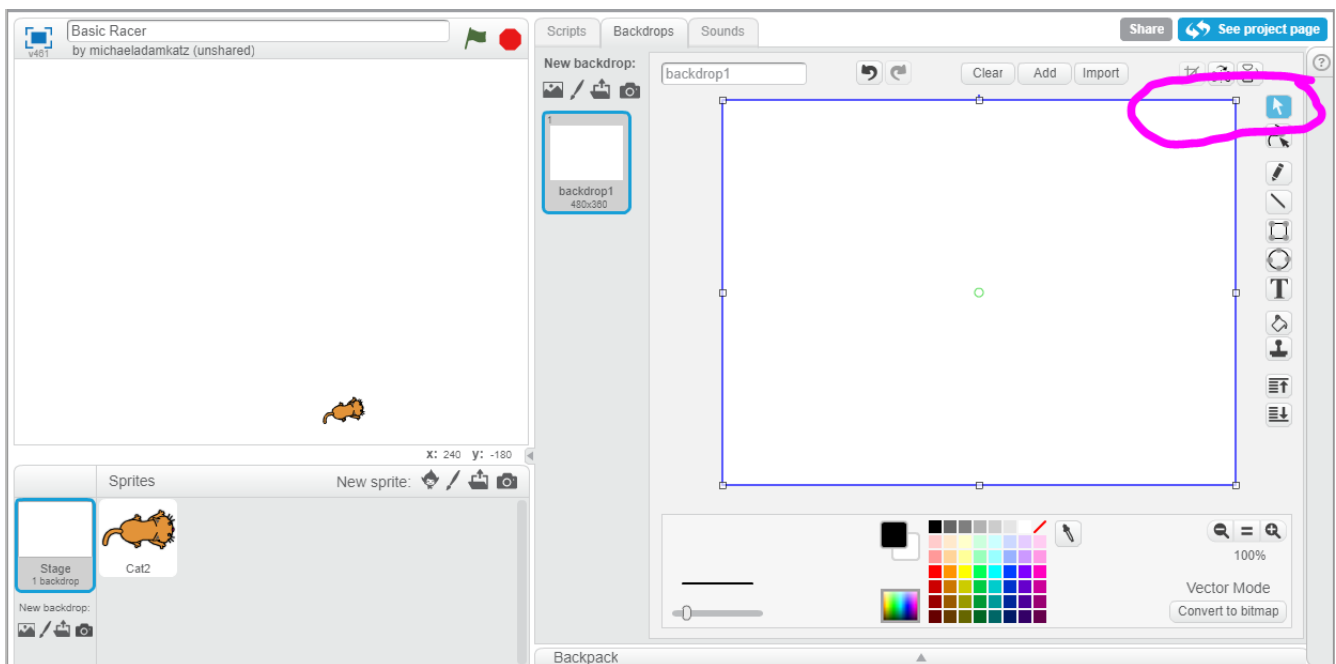 Basic Racer
v461
by michaeladamkatz (unshared)
Scripts
Backdrops
Sounds
Share
See project page
?
New backdrop:
backdrop1
Clear
Add
Import
1
backdrop1
480x360
T
X: 240 y: -180
Sprites
New sprite:
Stage
1 backdrop
Cat2
New backdrop:
100%
Vector Mode
Convert to bitmap
Backpack